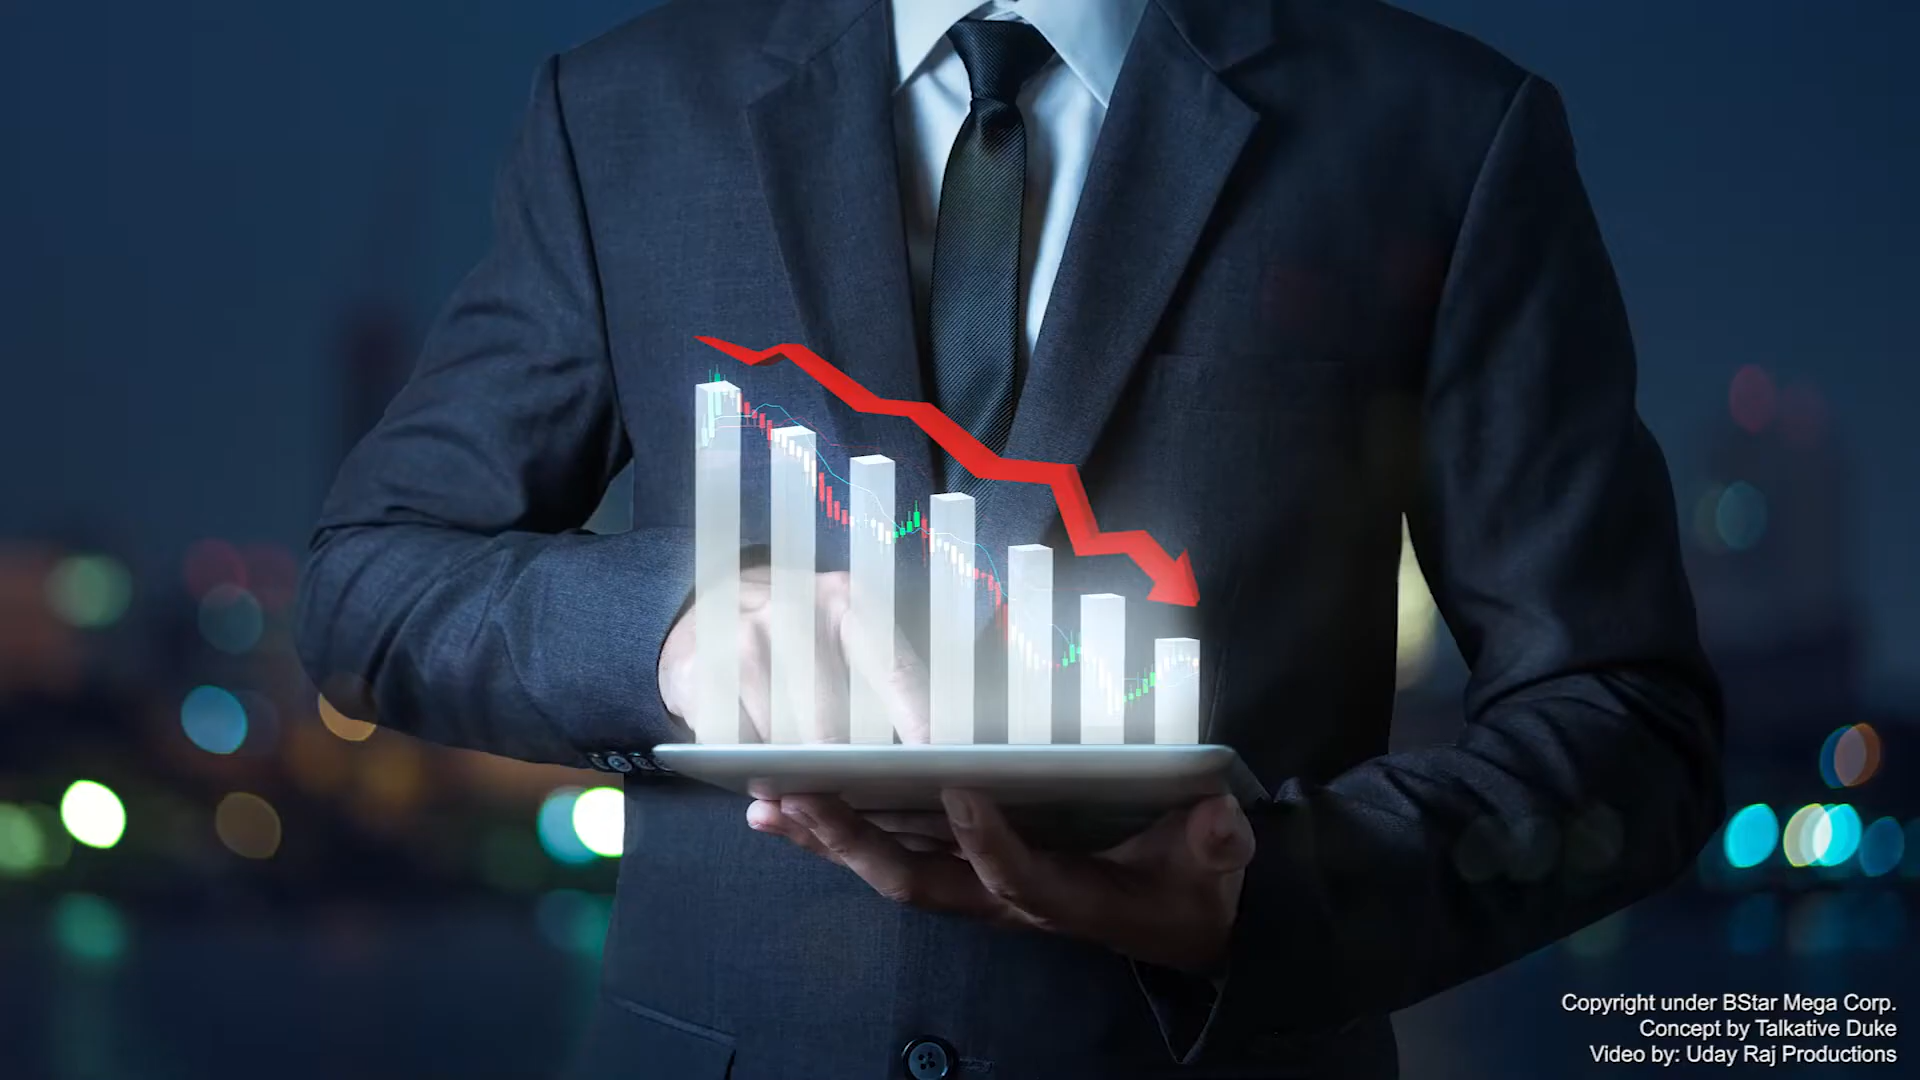 Copyright under BStar Mega Corp.
Concept by Talkative Duke
Video by: Uday Raj Productions